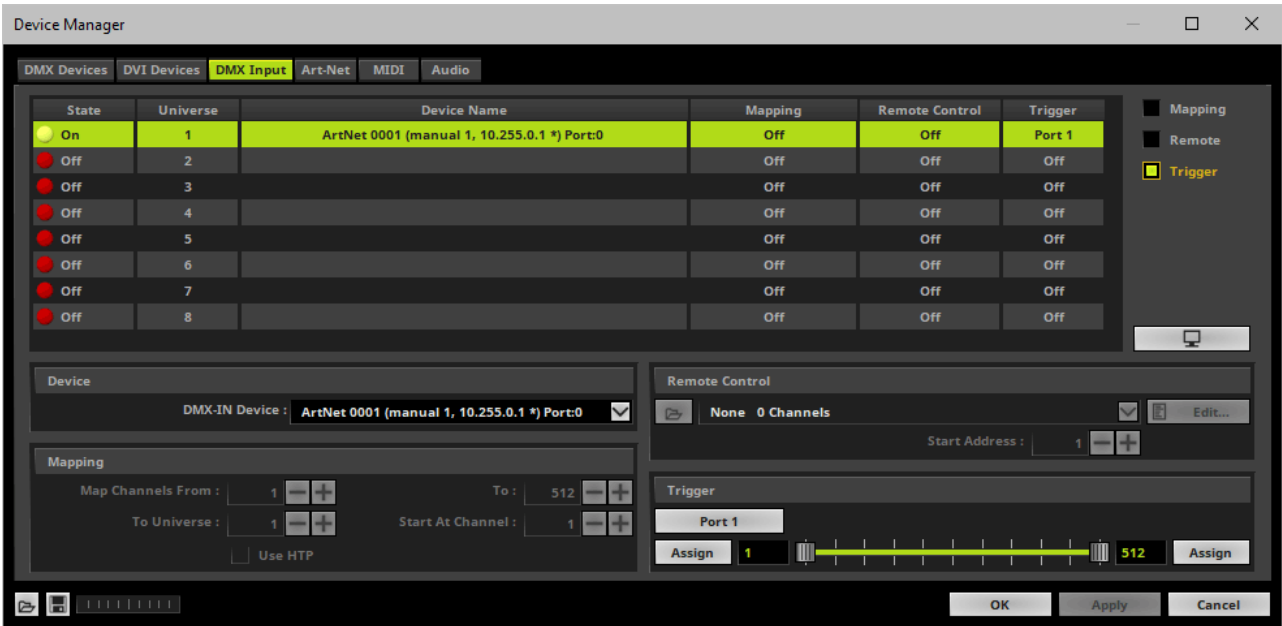 Device Manager
DMX Devices DVI Devices DMX Input Art-Net MIDI Audio
State Universe Device Name Mapping Remote Control Trigger
On 1 ArtNet 0001 (manual 1, 10.255.0.1 *) Port:0 Off Off Port 1
Off 2 Off Off Off
Off 3 Off Off Off
Off 4 Off Off Off
Off 5 Off Off Off
Off 6 Off Off Off
Off 7 Off Off Off
Off 8 Off Off Off
Mapping
Remote
Trigger
Device
DMX-IN Device : ArtNet 0001 (manual 1, 10.255.0.1 *) Port:0
Mapping
Map Channels From : 1 To : 512
To Universe : 1 Start At Channel : 1
Use HTP
Remote Control
None 0 Channels Edit...
Start Address : 1
Trigger
Port 1
Assign 1 512 Assign
OK Apply Cancel